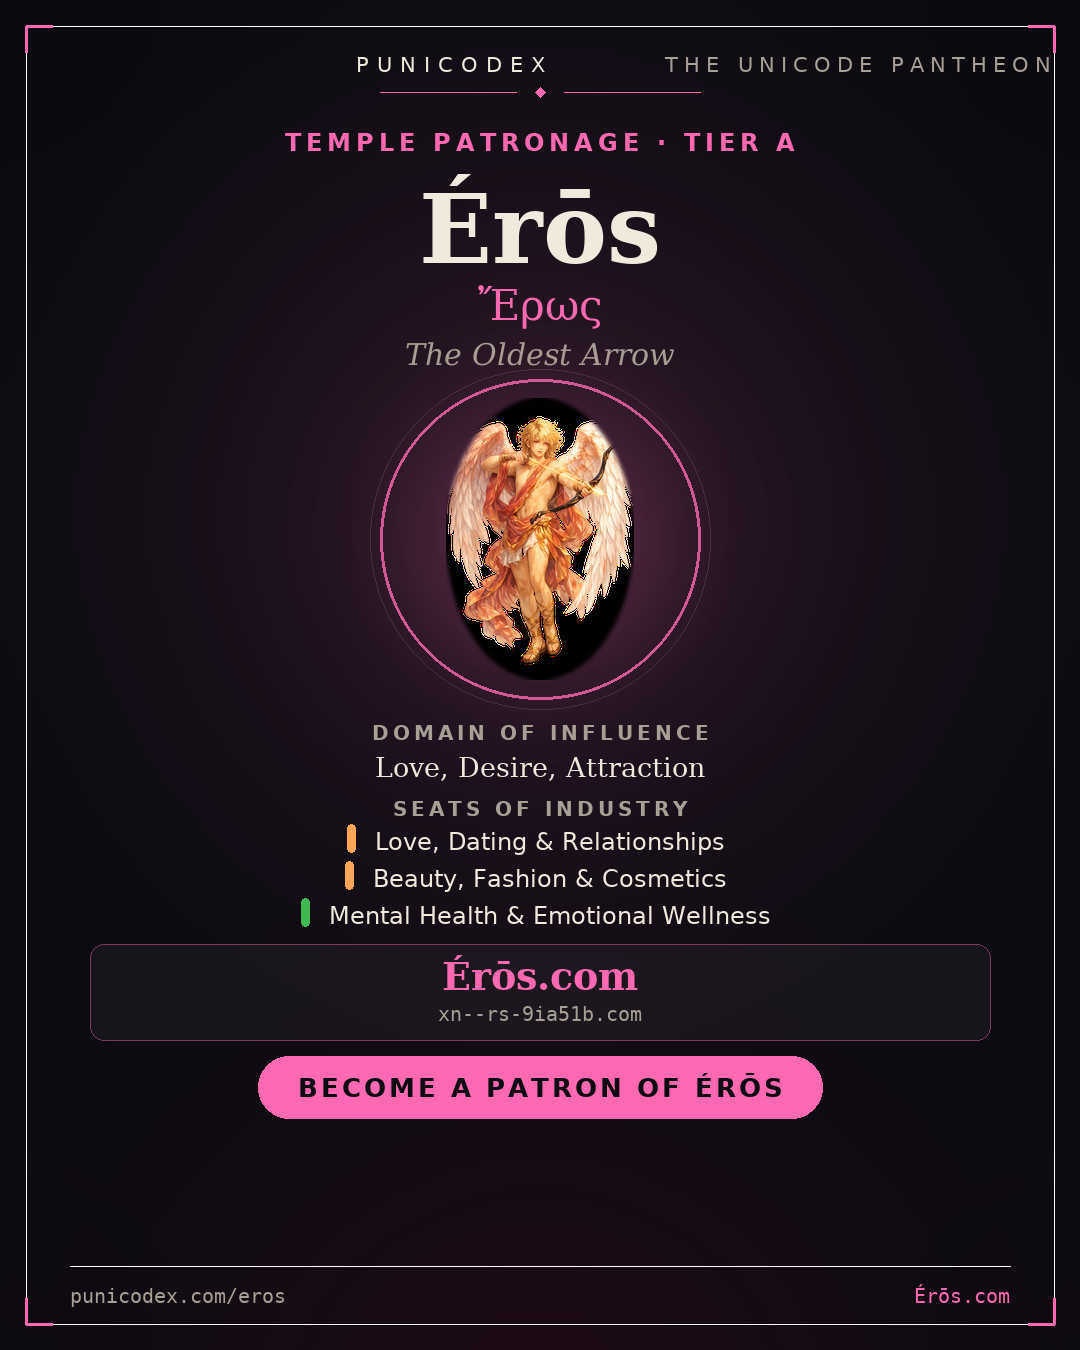 PUNICODEX THE UNICODE PANTHEON
TEMPLE PATRONAGE · TIER A
Érōs
Ἔρως
The Oldest Arrow
DOMAIN OF INFLUENCE
Love, Desire, Attraction
SEATS OF INDUSTRY
Love, Dating & Relationships
Beauty, Fashion & Cosmetics
Mental Health & Emotional Wellness
Érōs.com
xn--rs-9ia51b.com
BECOME A PATRON OF ÉRŌS
punicodex.com/eros Érōs.com